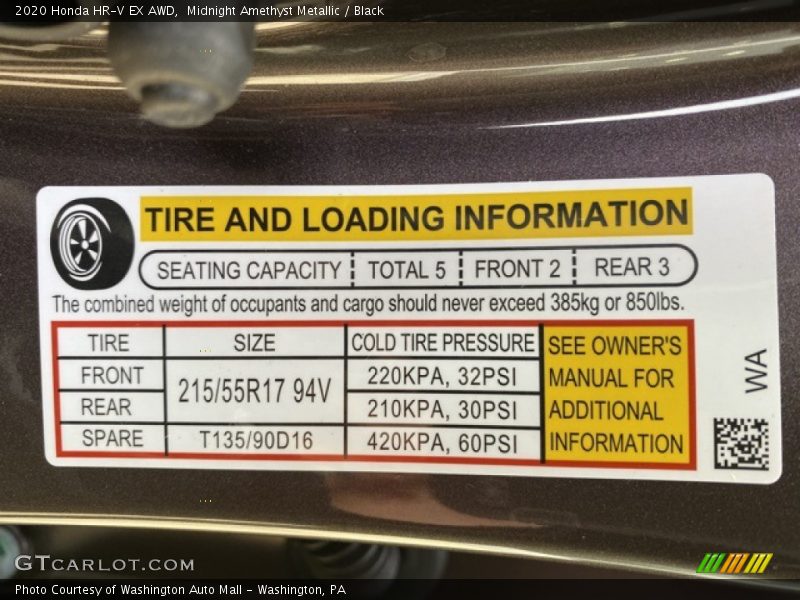 2020 Honda HR-V EX AWD, Midnight Amethyst Metallic / Black
TIRE AND LOADING INFORMATION
SEATING CAPACITY TOTAL 5 FRONT 2 REAR 3
The combined weight of occupants and cargo should never exceed 385kg or 850lbs.
TIRE SIZE COLD TIRE PRESSURE
FRONT 215/55R17 94V 220KPA, 32PSI
REAR 210KPA, 30PSI
SPARE T135/90D16 420KPA, 60PSI
SEE OWNER'S
MANUAL FOR
ADDITIONAL
INFORMATION
WA
GTCARLOT.COM
Photo Courtesy of Washington Auto Mall - Washington, PA